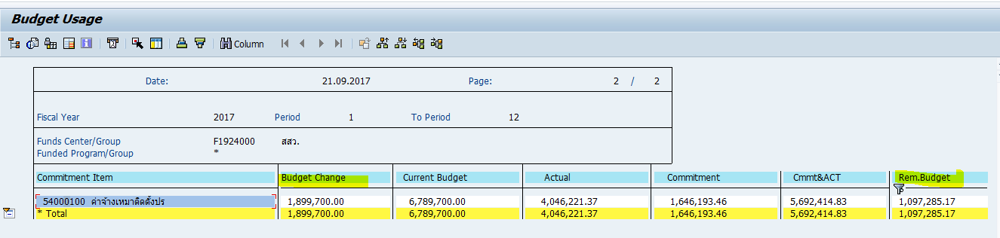 Budget Usage
Column
Date: 21.09.2017 Page: 2 / 2
Fiscal Year 2017 Period 1 To Period 12
Funds Center/Group F1924000 สสว.
Funded Program/Group *
Commitment Item Budget Change Current Budget Actual Commitment Cmmt&ACT Rem.Budget
54000100 ค่าจ้างเหมาติดตั้งปร 1,899,700.00 6,789,700.00 4,046,221.37 1,646,193.46 5,692,414.83 1,097,285.17
* Total 1,899,700.00 6,789,700.00 4,046,221.37 1,646,193.46 5,692,414.83 1,097,285.17